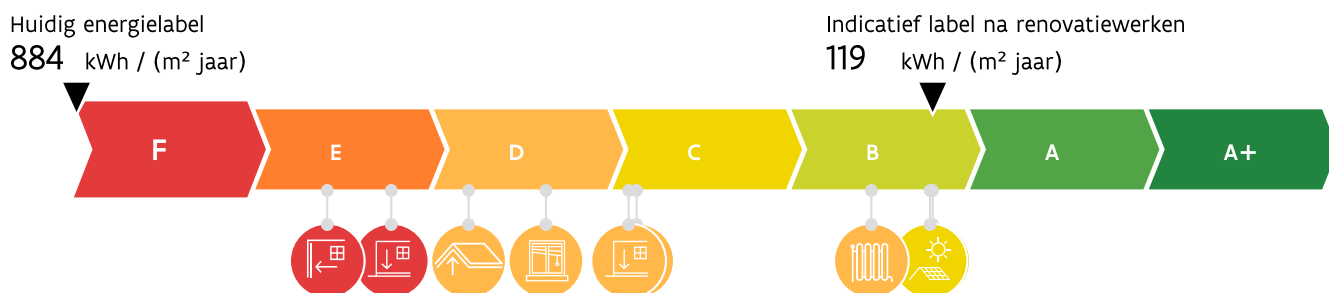 Huidig energielabel
884 kWh / (m² jaar)
Indicatief label na renovatiewerken
119 kWh / (m² jaar)
F E D C B A A+